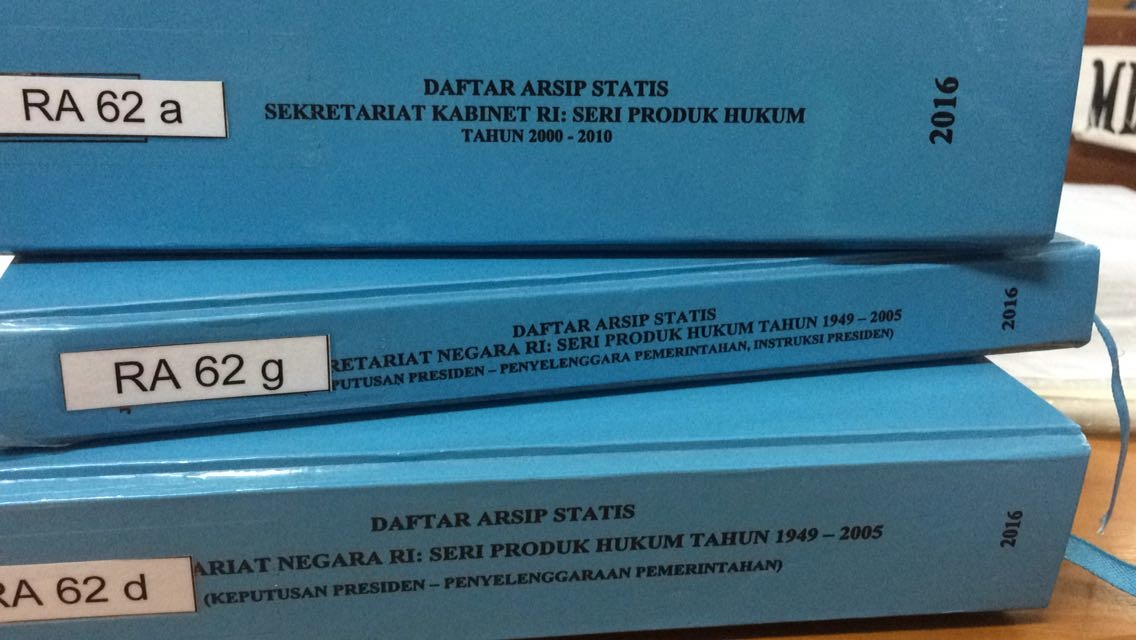 RA 62 a
DAFTAR ARSIP STATIS
SEKRETARIAT KABINET RI: SERI PRODUK HUKUM
TAHUN 2000 - 2010
2016
RA 62 g
DAFTAR ARSIP STATIS
RETARIAT NEGARA RI: SERI PRODUK HUKUM TAHUN 1949 – 2005
PUTUSAN PRESIDEN – PENYELENGGARA PEMERINTAHAN, INSTRUKSI PRESIDEN)
2016
RA 62 d
DAFTAR ARSIP STATIS
ARIAT NEGARA RI: SERI PRODUK HUKUM TAHUN 1949 – 2005
(KEPUTUSAN PRESIDEN – PENYELENGGARAAN PEMERINTAHAN)
2016